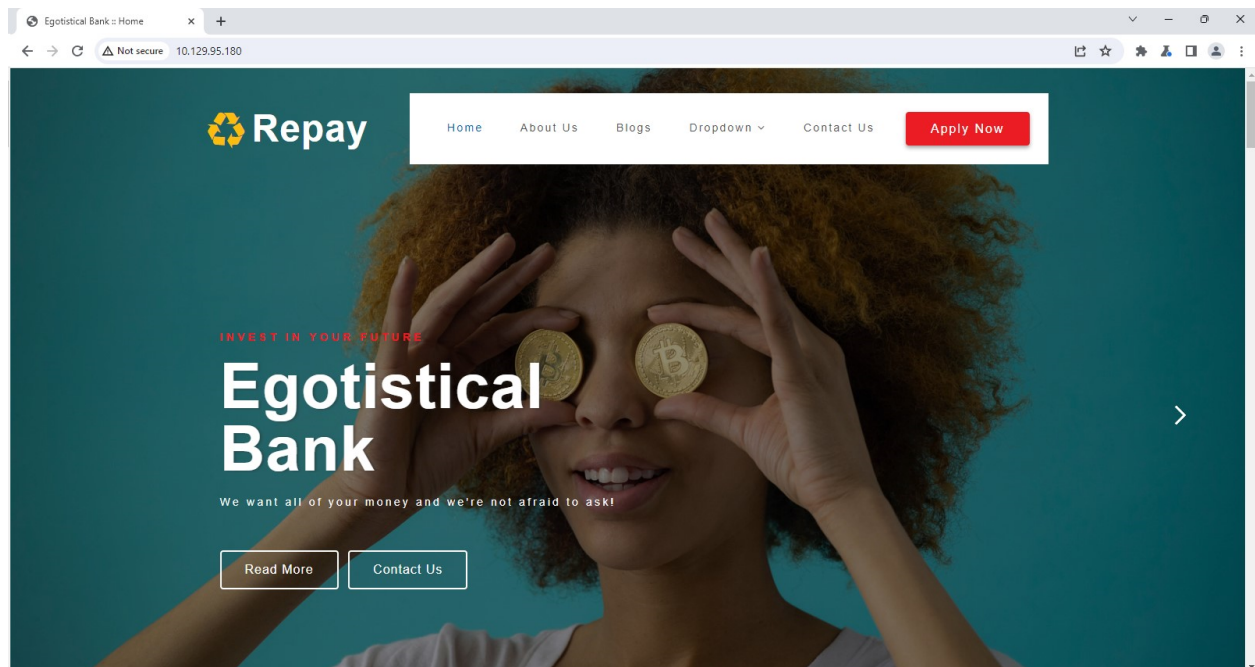 Egotistical Bank :: Home
Not secure 10.129.95.180
Repay
Home About Us Blogs Dropdown Contact Us Apply Now
INVEST IN YOUR FUTURE
Egotistical
Bank
We want all of your money and we're not afraid to ask!
Read More Contact Us